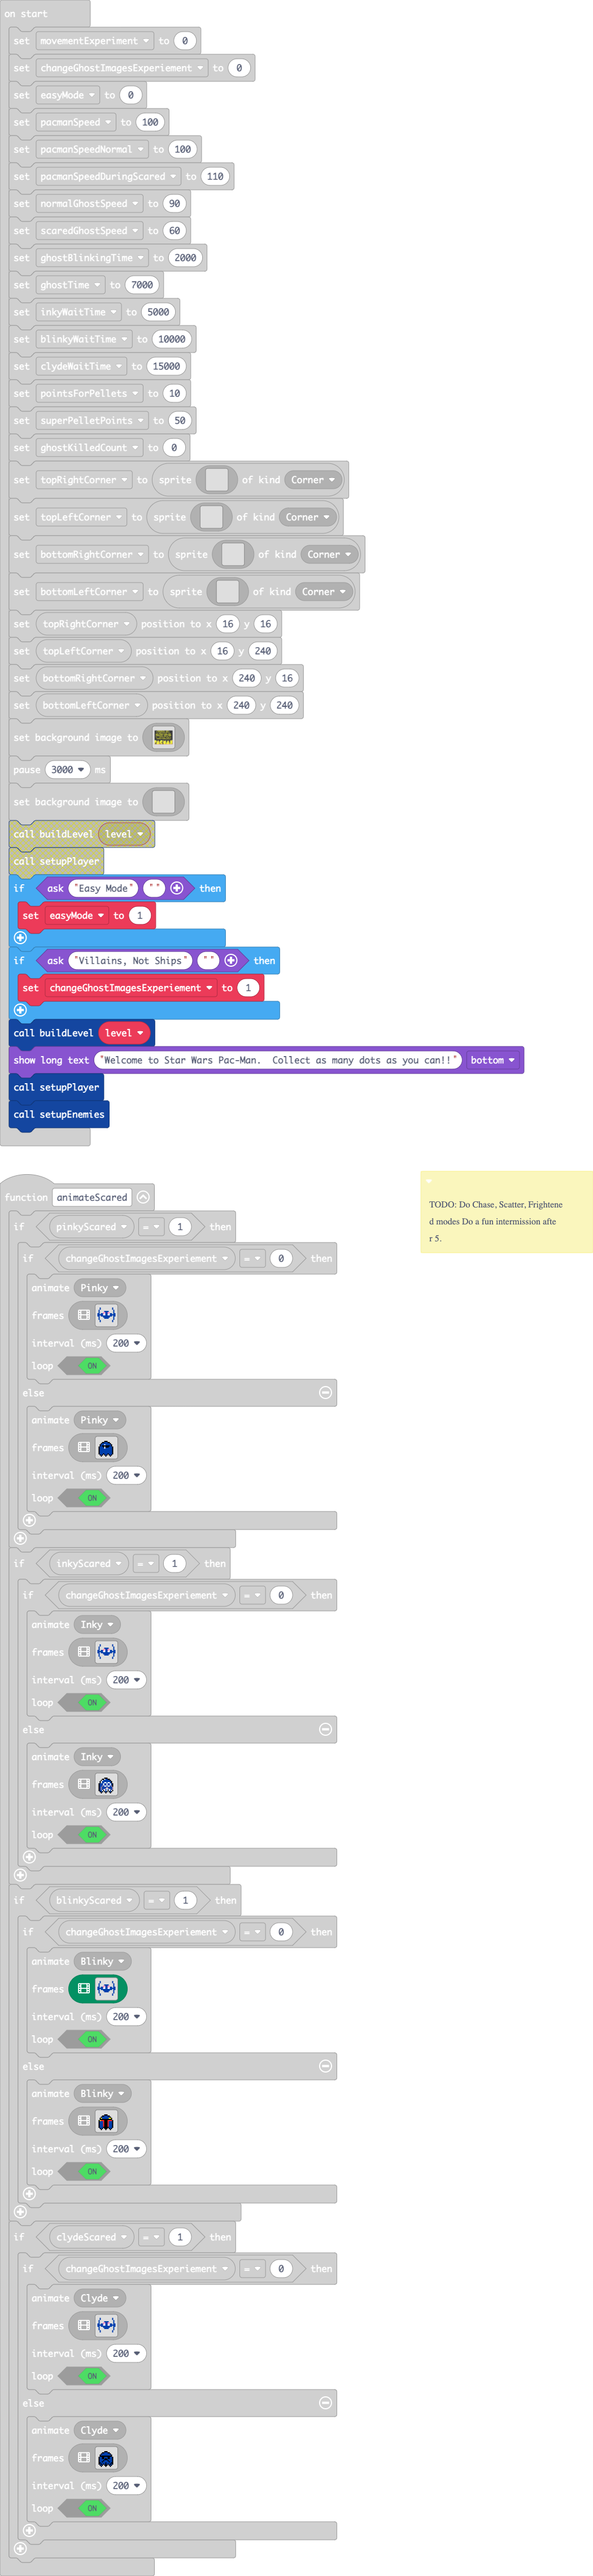 on start
set movementExperiment to 0
set changeGhostImagesExperiement to 0
set easyMode to 0
set pacmanSpeed to 100
set pacmanSpeedNormal to 100
set pacmanSpeedDuringScared to 110
set normalGhostSpeed to 90
set scaredGhostSpeed to 60
set ghostBlinkingTime to 2000
set ghostTime to 7000
set inkyWaitTime to 5000
set blinkyWaitTime to 10000
set clydeWaitTime to 15000
set pointsForPellets to 10
set superPelletPoints to 50
set ghostKilledCount to 0
set topRightCorner to sprite of kind Corner
set topLeftCorner to sprite of kind Corner
set bottomRightCorner to sprite of kind Corner
set bottomLeftCorner to sprite of kind Corner
set topRightCorner position to x 16 y 16
set topLeftCorner position to x 16 y 240
set bottomRightCorner position to x 240 y 16
set bottomLeftCorner position to x 240 y 240
set background image to
pause 3000 ms
set background image to
call buildLevel level
call setupPlayer
if ask "Easy Mode" "" then
set easyMode to 1
if ask "Villains, Not Ships" "" then
set changeGhostImagesExperiement to 1
call buildLevel level
show long text "Welcome to Star Wars Pac-Man.  Collect as many dots as you can!!" bottom
call setupPlayer
call setupEnemies
function animateScared
if pinkyScared = 1 then
if changeGhostImagesExperiement = 0 then
animate Pinky
frames
interval (ms) 200
loop ON
else
animate Pinky
frames
interval (ms) 200
loop ON
if inkyScared = 1 then
if changeGhostImagesExperiement = 0 then
animate Inky
frames
interval (ms) 200
loop ON
else
animate Inky
frames
interval (ms) 200
loop ON
if blinkyScared = 1 then
if changeGhostImagesExperiement = 0 then
animate Blinky
frames
interval (ms) 200
loop ON
else
animate Blinky
frames
interval (ms) 200
loop ON
if clydeScared = 1 then
if changeGhostImagesExperiement = 0 then
animate Clyde
frames
interval (ms) 200
loop ON
else
animate Clyde
frames
interval (ms) 200
loop ON
TODO: Do Chase, Scatter, Frightene
d modes Do a fun intermission afte
r 5.